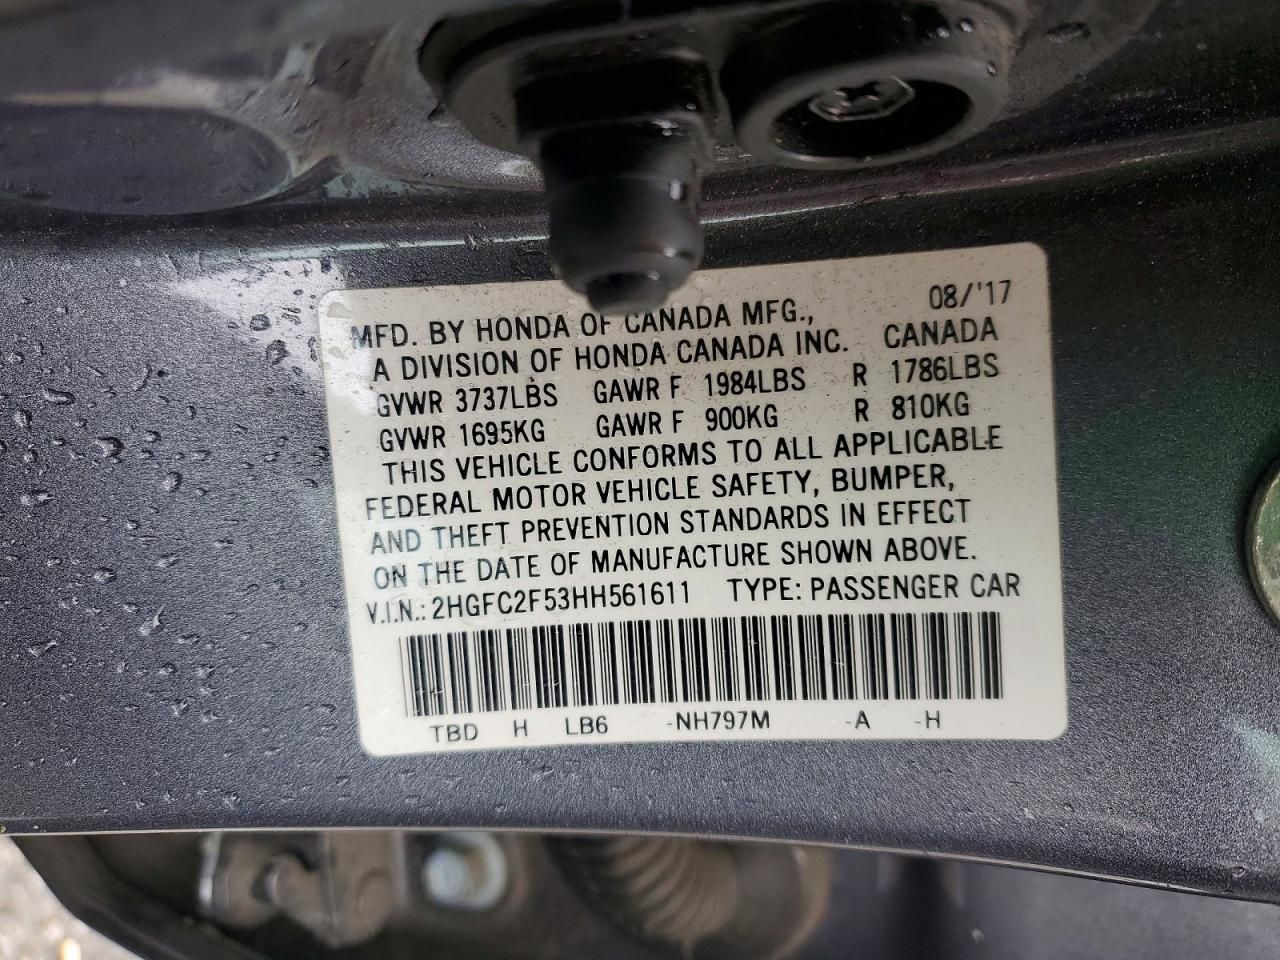 MFD. BY HONDA OF CANADA MFG., 08/'17
A DIVISION OF HONDA CANADA INC. CANADA
GVWR 3737LBS GAWR F 1984LBS R 1786LBS
GVWR 1695KG GAWR F 900KG R 810KG
THIS VEHICLE CONFORMS TO ALL APPLICABLE
FEDERAL MOTOR VEHICLE SAFETY, BUMPER,
AND THEFT PREVENTION STANDARDS IN EFFECT
ON THE DATE OF MANUFACTURE SHOWN ABOVE.
V.I.N.: 2HGFC2F53HH561611 TYPE: PASSENGER CAR
TBD H LB6 -NH797M -A -H